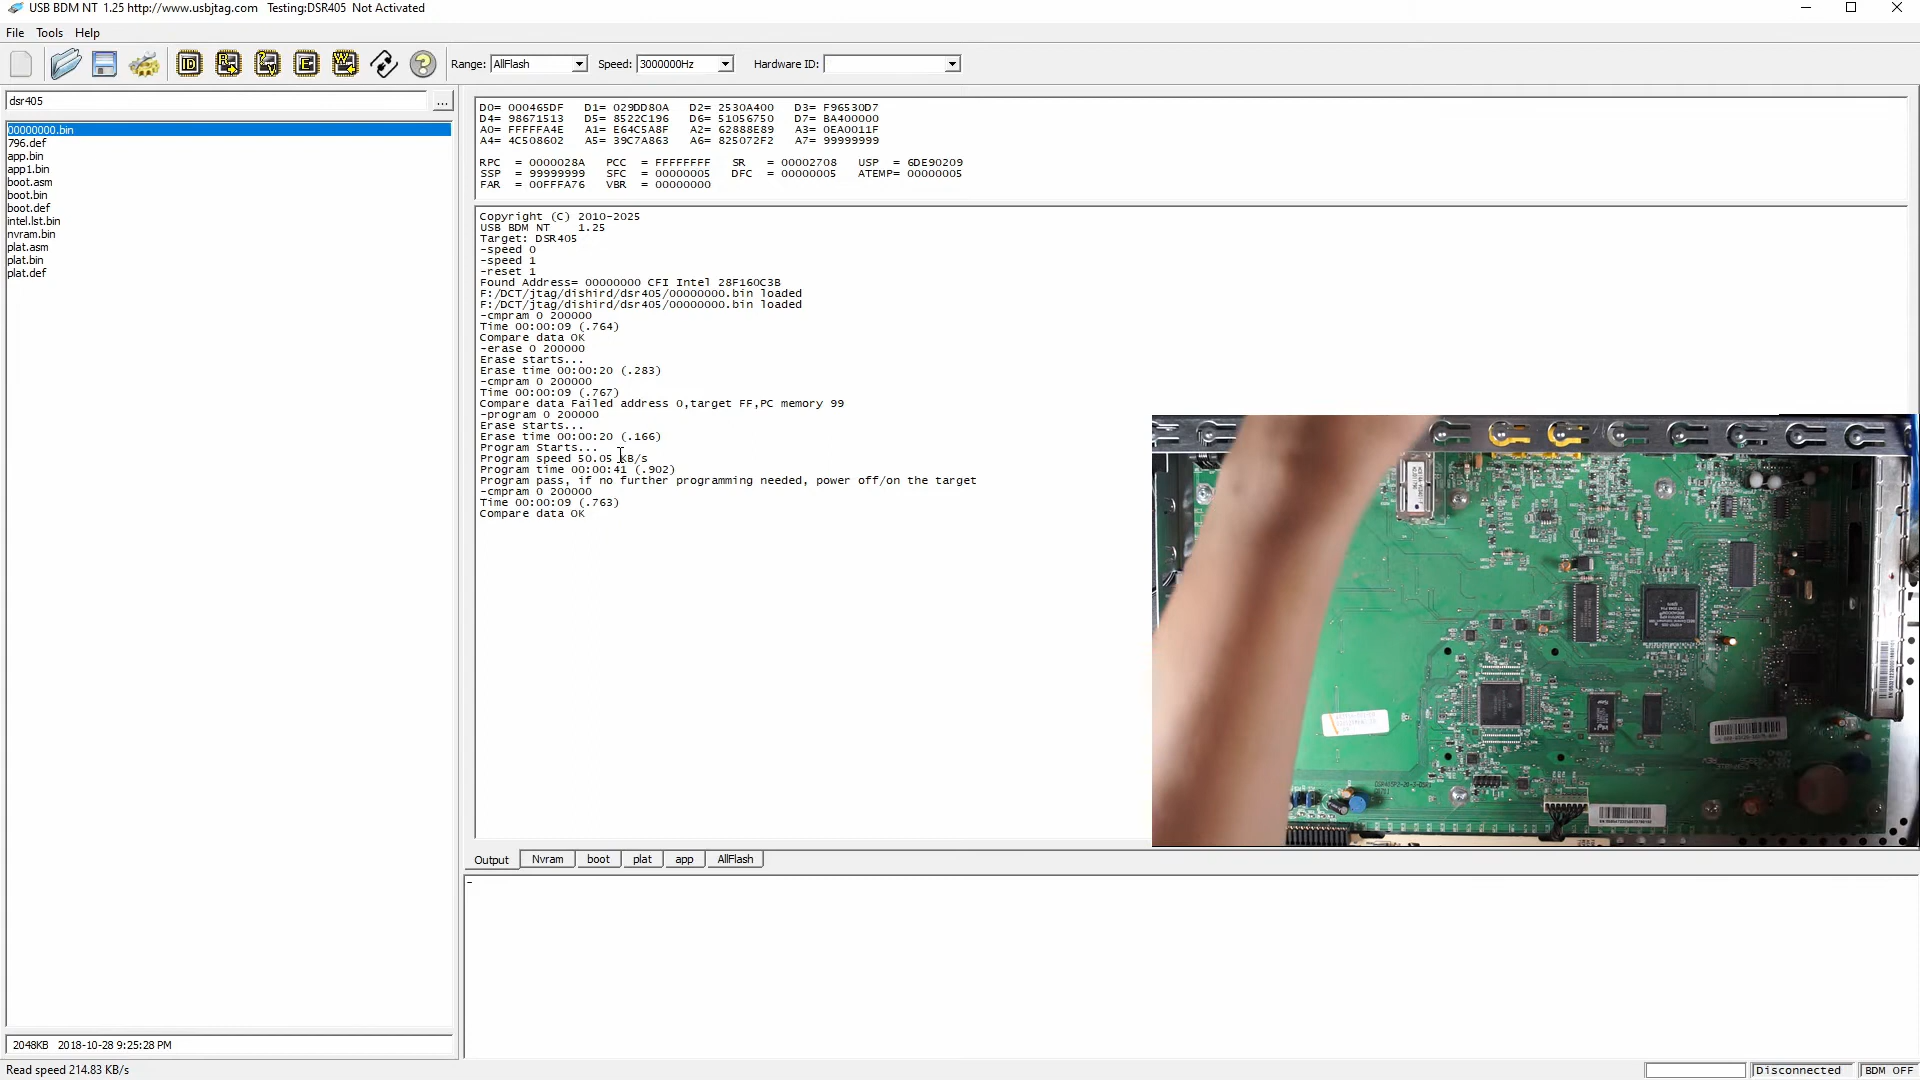 USB BDM NT 1.25 http://www.usbjtag.com Testing:DSR405 Not Activated
File Tools Help
Range: AllFlash Speed: 3000000Hz Hardware ID:
dsr405 ...
00000000.bin
796.def
app.bin
app1.bin
boot.asm
boot.bin
boot.def
intel.lst.bin
nvram.bin
plat.asm
plat.bin
plat.def
2048KB 2018-10-28 9:25:28 PM
D0= 000465DF D1= 029DD80A D2= 2530A400 D3= F96530D7
D4= 98671513 D5= 8522C196 D6= 51056750 D7= BA400000
A0= FFFFFA4E A1= E64C5A8F A2= 62888E89 A3= 0EA0011F
A4= 4C508602 A5= 39C7A863 A6= 825072F2 A7= 99999999
RPC = 0000028A PCC = FFFFFFFF SR = 00002708 USP = 6DE90209
SSP = 99999999 SFC = 00000005 DFC = 00000005 ATEMP= 00000005
FAR = 00FFFA76 VBR = 00000000
Copyright (C) 2010-2025
USB BDM NT 1.25
Target: DSR405
-speed 0
-speed 1
-reset 1
Found Address= 00000000 CFI Intel 28F160C3B
F:/DCT/jtag/dishird/dsr405/00000000.bin loaded
F:/DCT/jtag/dishird/dsr405/00000000.bin loaded
-cmpram 0 200000
Time 00:00:09 (.764)
Compare data OK
-erase 0 200000
Erase starts...
Erase time 00:00:20 (.283)
-cmpram 0 200000
Time 00:00:09 (.767)
Compare data Failed address 0,target FF,PC memory 99
-program 0 200000
Erase starts...
Erase time 00:00:20 (.166)
Program Starts...
Program speed 50.05 KB/s
Program time 00:00:41 (.902)
Program pass, if no further programming needed, power off/on the target
-cmpram 0 200000
Time 00:00:09 (.763)
Compare data OK
Output Nvram boot plat app AllFlash
-
Read speed 214.83 KB/s
Disconnected BDM OFF